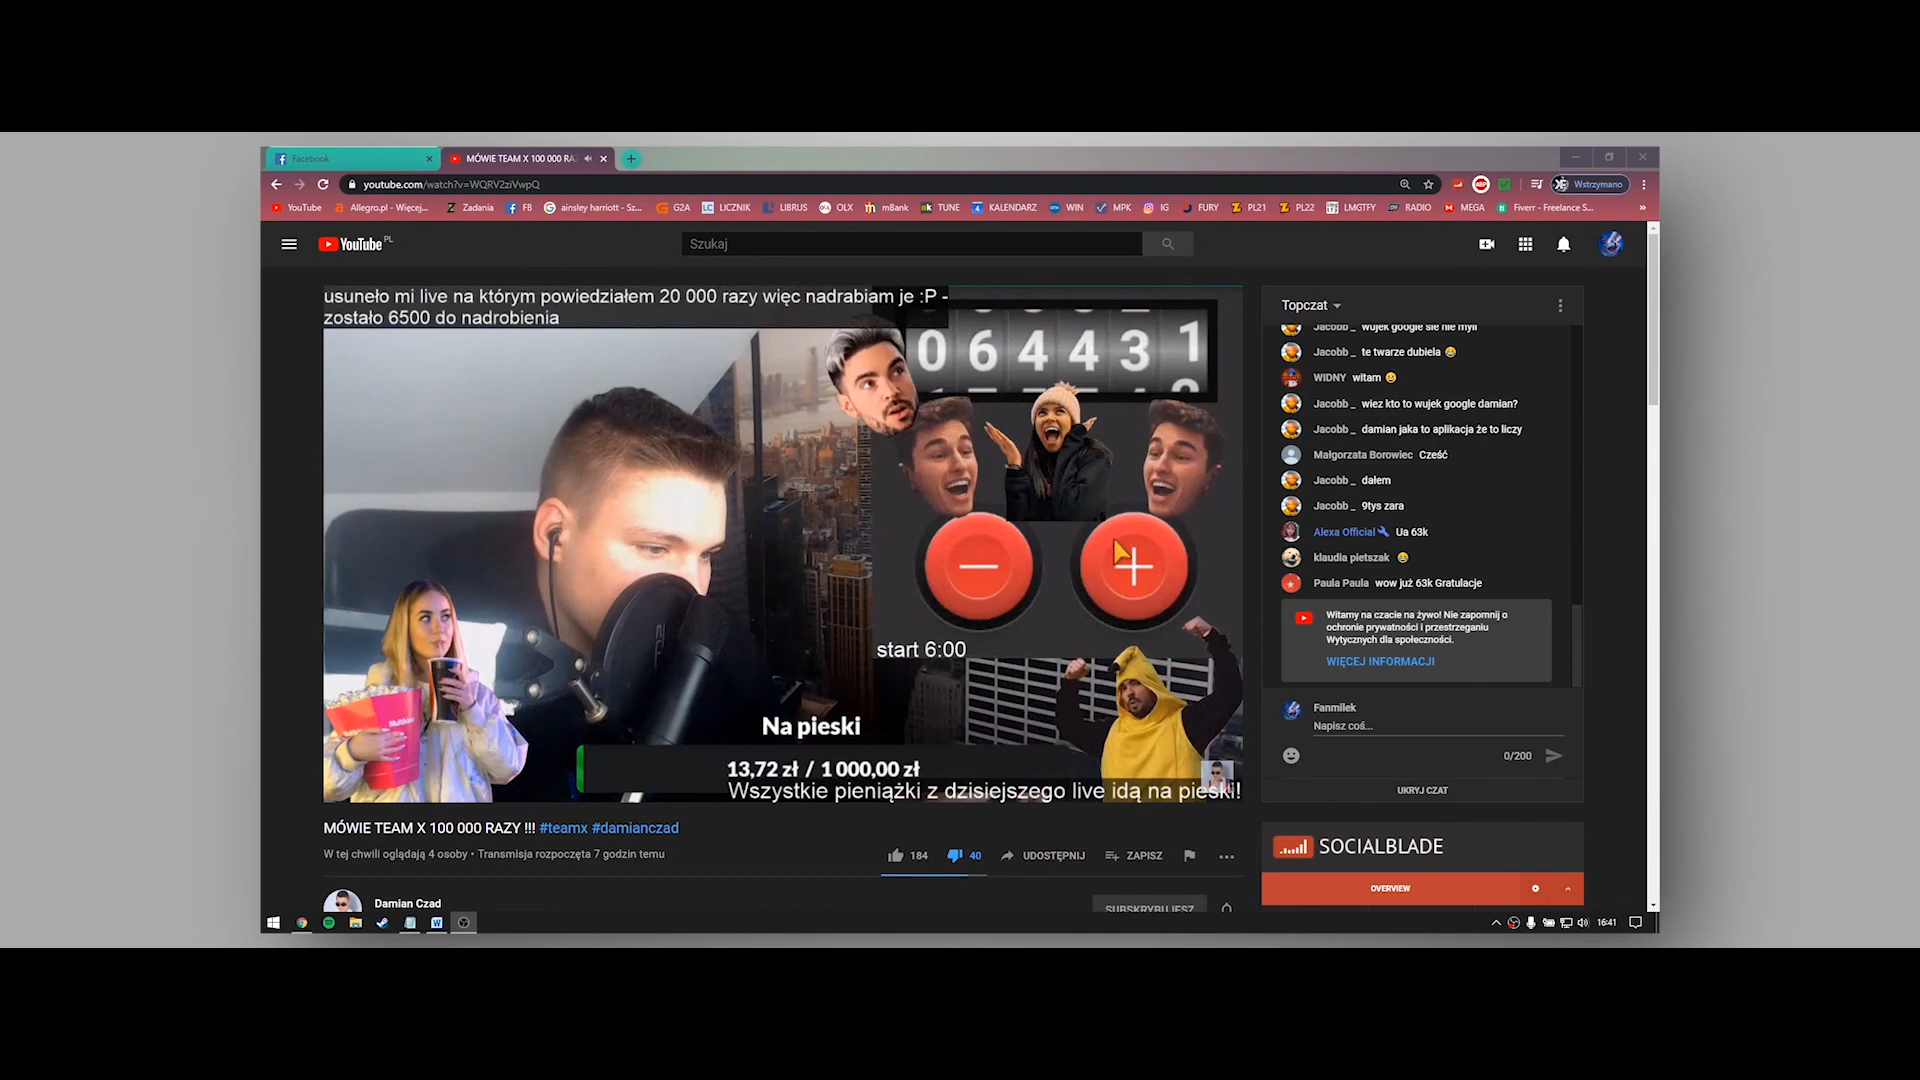 Facebook
MÓWIE TEAM X 100 000 RA
youtube.com/watch?v=WQRV2ziVwpQ
ABP
Wstrzymano
YouTube
Allegro.pl - Więcej...
Zadania
FB
ainsley harriott - Sz...
G2A
LC LICZNIK
LIBRUS
OLX
mBank
TUNE
KALENDARZ
WIN
MPK
IG
FURY
PL21
PL22
LMGTFY
RADIO
MEGA
Fiverr - Freelance S...
YouTube PL
Szukaj
usuneło mi live na którym powiedziałem 20 000 razy więc nadrabiam je :P -
zostało 6500 do nadrobienia
064431
start 6:00
Na pieski
13,72 zł / 1 000,00 zł
Wszystkie pieniążki z dzisiejszego live idą na pieski!
Topczat
Jacobb_ wujek google sie nie myli
Jacobb_ te twarze dubiela
WIDNY witam
Jacobb_ wiez kto to wujek google damian?
Jacobb_ damian jaka to aplikacja że to liczy
Małgorzata Borowiec Cześć
Jacobb_ dałem
Jacobb_ 9tys zara
Alexa Official Ua 63k
klaudia pietszak
Paula Paula wow już 63k Gratulacje
Witamy na czacie na żywo! Nie zapomnij o
ochronie prywatności i przestrzeganiu
Wytycznych dla społeczności.
WIĘCEJ INFORMACJI
Fanmilek
Napisz coś...
0/200
UKRYJ CZAT
MÓWIE TEAM X 100 000 RAZY !!! #teamx #damianczad
W tej chwili oglądają 4 osoby • Transmisja rozpoczęta 7 godzin temu
184
40
UDOSTĘPNIJ
ZAPISZ
SOCIALBLADE
OVERVIEW
Damian Czad
SUBSKRYBUJESZ
16:41